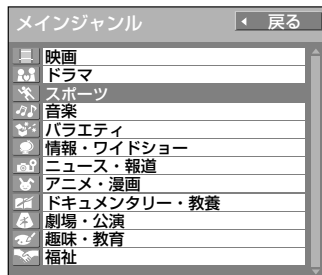 メインジャンル
戻る
映画
ドラマ
スポーツ
音楽
バラエティ
情報・ワイドショー
ニュース・報道
アニメ・漫画
ドキュメンタリー・教養
劇場・公演
趣味・教育
福祉